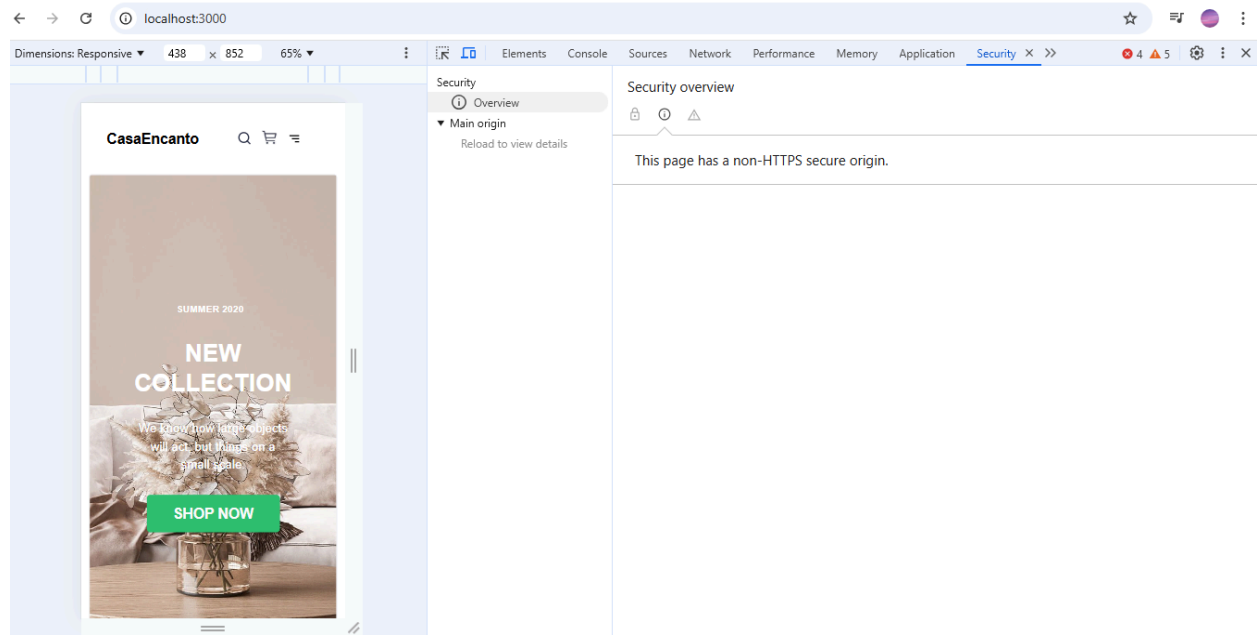 localhost:3000
Dimensions: Responsive 438 x 852 65%
Elements Console Sources Network Performance Memory Application Security 4 5
Security
Overview
Main origin
Reload to view details
Security overview
This page has a non-HTTPS secure origin.
CasaEncanto
SUMMER 2020
NEW
COLLECTION
We know how large objects
will act, but things on a
small scale
SHOP NOW